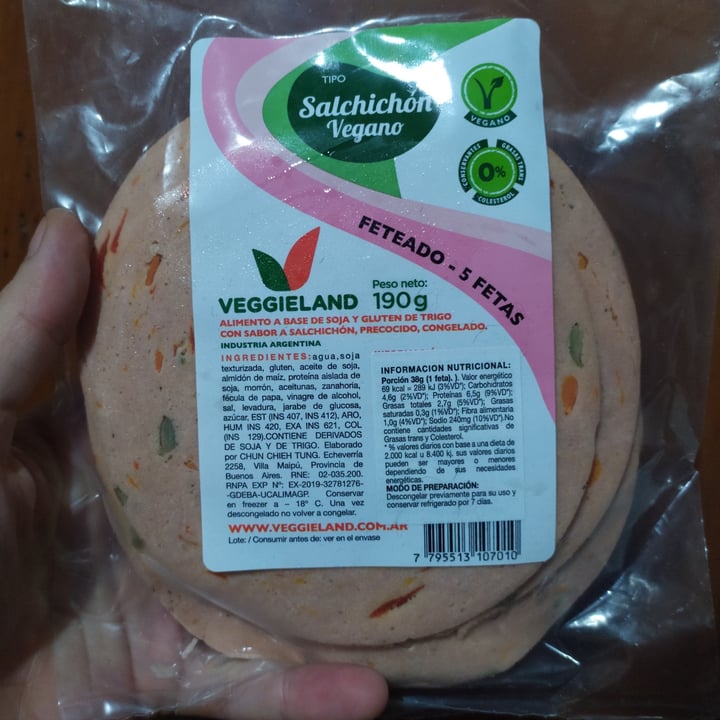 TIPO
Salchichón
Vegano
VEGANO
CONSERVANTES
GRASAS TRANS
0%
COLESTEROL
FETEADO - 5 FETAS
VEGGIELAND
Peso neto:
190g
ALIMENTO A BASE DE SOJA Y GLUTEN DE TRIGO
CON SABOR A SALCHICHÓN, PRECOCIDO, CONGELADO.
INDUSTRIA ARGENTINA
INGREDIENTES:agua,soja
texturizada, gluten, aceite de soja,
almidón de maíz, proteína aislada de
soja, morrón, aceitunas, zanahoria,
fécula de papa, vinagre de alcohol,
sal, levadura, jarabe de glucosa,
azúcar, EST (INS 407, INS 412), ARO,
HUM INS 420, EXA INS 621, COL
(INS 129).CONTIENE DERIVADOS
DE SOJA Y DE TRIGO. Elaborado
por CHUN CHIEH TUNG. Echeverría
2258, Villa Maipú, Provincia de
Buenos Aires. RNE: 02-035.200.
RNPA EXP Nº: EX-2019-32781276-
-GDEBA-UCALIMAGP. Conservar
en freezer a – 18° C. Una vez
descongelado no volver a congelar.
INFORMACION NUTRICIONAL:
Porción 38g (1 feta). ). Valor energético
69 kcal = 289 kJ (3%VD*); Carbohidratos
4,6g (2%VD*); Proteínas 6,5g (9%VD*);
Grasas totales 2,7g (5%VD*); Grasas
saturadas 0,3g (1%VD*); Fibra alimentaria
1,0g (4%VD*); Sodio 240mg (10%VD*).No
contiene cantidades significativas de
Grasas trans y Colesterol.
* % valores diarios con base a una dieta de
2.000 kcal u 8.400 kj. sus valores diarios
pueden ser mayores o menores
dependiendo de sus necesidades
energéticas.
MODO DE PREPARACIÓN:
Descongelar previamente para su uso y
conservar refrigerado por 7 días.
WWW.VEGGIELAND.COM.AR
Lote: / Consumir antes de: ver en el envase
7 795513 107010